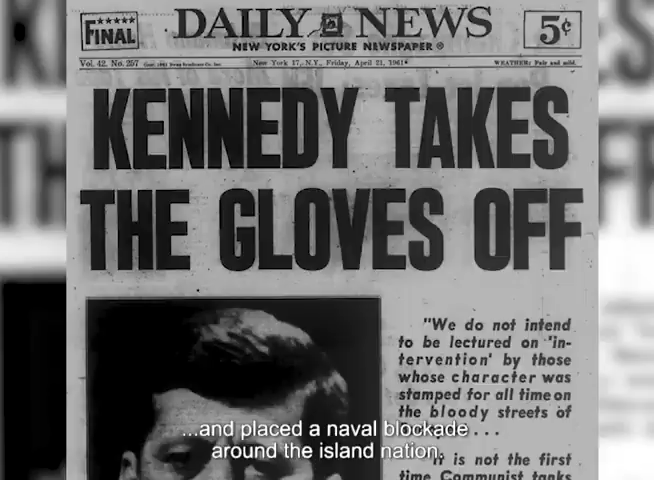 ★★★★★
FINAL
DAILY NEWS
NEW YORK'S PICTURE NEWSPAPER ®
5¢
Vol. 42. No. 257
New York 17, N.Y., Friday, April 21, 1961★
WEATHER: Fair and mild.
KENNEDY TAKES
THE GLOVES OFF
"We do not intend
to be lectured on 'in-
tervention' by those
whose character was
stamped for all time on
the bloody streets of
. . .
It is not the first
time Communist tanks
...and placed a naval blockade
around the island nation.